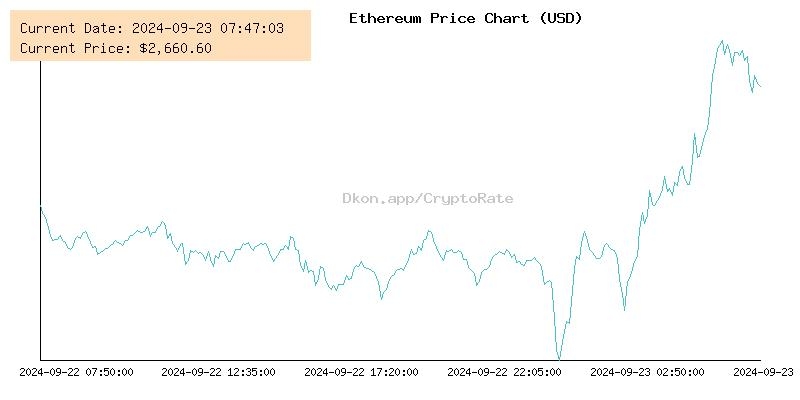 Ethereum Price Chart (USD)
Current Date: 2024-09-23 07:47:03
Current Price: $2,660.60
Dkon.app/CryptoRate
2024-09-22 07:50:00 2024-09-22 12:35:00 2024-09-22 17:20:00 2024-09-22 22:05:00 2024-09-23 02:50:00 2024-09-23